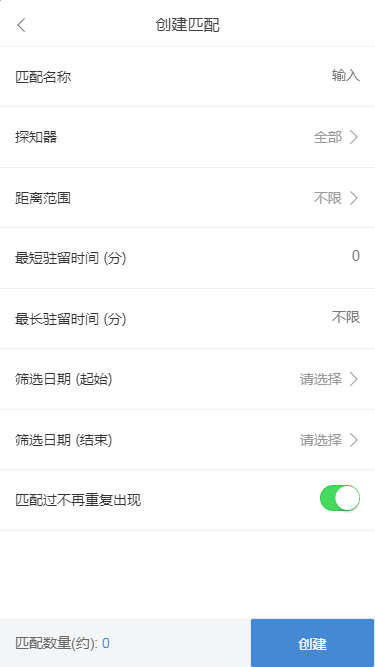 创建匹配
匹配名称 输入
探知器 全部
距离范围 不限
最短驻留时间 (分) 0
最长驻留时间 (分) 不限
筛选日期 (起始) 请选择
筛选日期 (结束) 请选择
匹配过不再重复出现
匹配数量(约): 0 创建